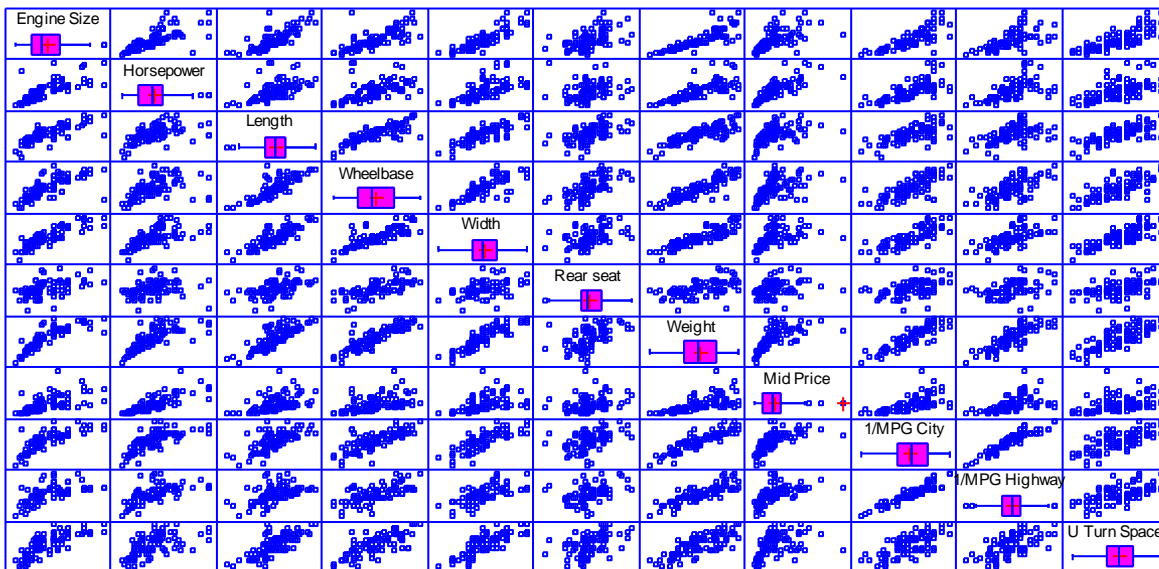 Engine Size
Horsepower
Length
Wheelbase
Width
Rear seat
Weight
Mid Price
1/MPG City
1/MPG Highway
U Turn Space